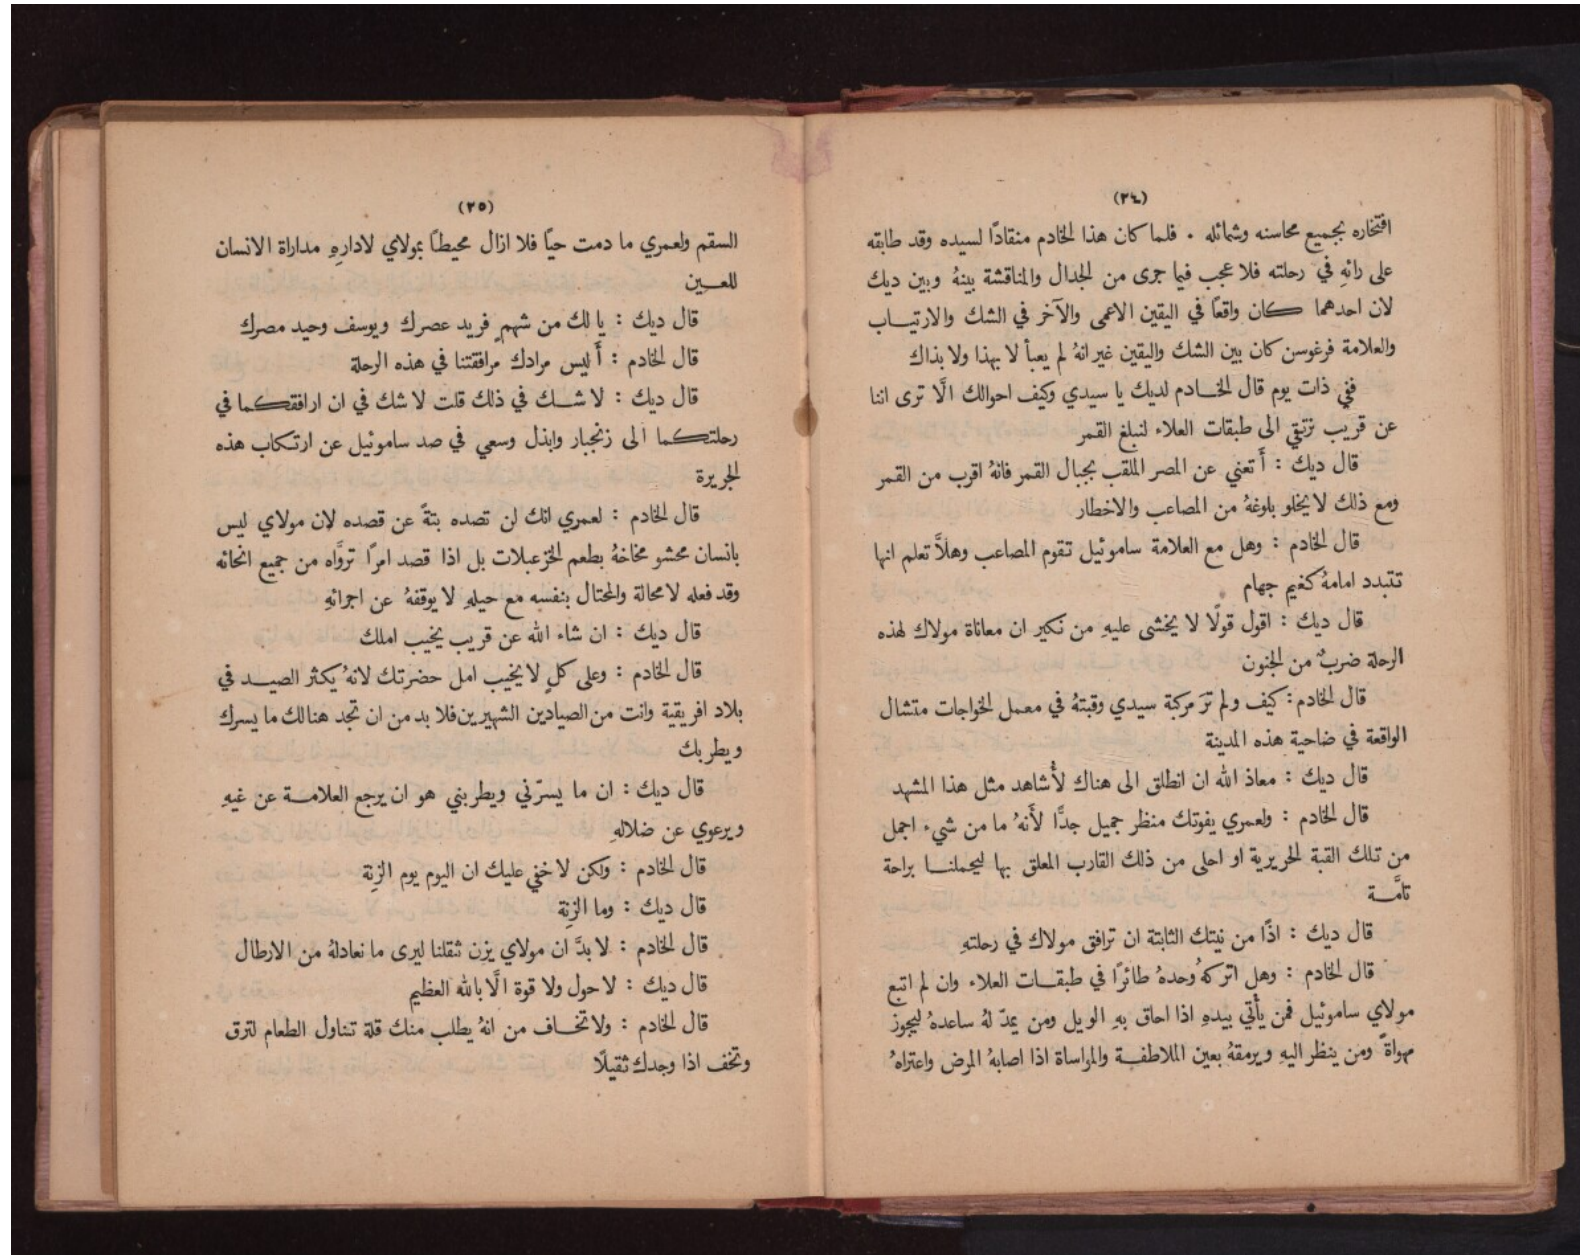 (٢٤)
افتخاره بجميع محاسنه وشمائله . فلما كان هذا الخادم منقادًا لسيده وقد طابقه
على رائهِ في رحلته فلا عجب فيما جرى من الجدال والمناقشة بينهُ وبين ديك
لان احدهما كان واقعًا في اليقين الاعمى والآخر في الشك والارتياب
والعلامة فرغوسن كان بين الشك واليقين غير انهُ لم يعبأ لا بهذا ولا بذاك
ففي ذات يوم قال الخادم لديك يا سيدي وكيف احوالك الَّا ترى اننا
عن قريب نرتقي الى طبقات العلاء لنبلغ القمر
قال ديك : أَتعني عن المصر الملقب بجبال القمر فانهُ اقرب من القمر
ومع ذلك لا يخلو بلوغهُ من المصاعب والاخطار
قال الخادم : وهل مع العلامة ساموئيل تقوم المصاعب وهلَّا تعلم انها
تتبدد امامهُ كغيم جهام
قال ديك : اقول قولًا لا يخشى عليهِ من نكير ان معاناة مولاك لهذه
الرحلة ضربٌ من الجنون
قال الخادم : كيف ولم ترَ مركبة سيدي وقبتهُ في معمل الخواجات متشال
الواقعة في ضاحية هذه المدينة
قال ديك : معاذ الله ان انطلق الى هناك لأُشاهد مثل هذا المشهد
قال الخادم : ولعمري يفوتك منظر جميل جدًّا لأَنهُ ما من شيء اجمل
من تلك القبة الحريرية او احلى من ذلك القارب المعلق بها ليحملنا براحة
تامَّة
قال ديك : اذًا من نيتك الثابتة ان ترافق مولاك في رحلتهِ
قال الخادم : وهل اتركهُ وحدهُ طائرًا في طبقات العلاء وان لم اتبع
مولاي ساموئيل فمن يأتي بيدهِ اذا احاق بهِ الويل ومن يمدّ لهُ ساعدهُ ليجوز
مهواةً ومن ينظر اليهِ ويرمقهُ بعين الملاطفة والمواساة اذا اصابهُ المرض واعتراهُ
(٢٥)
السقم ولعمري ما دمت حيًا فلا ازال محيطًا بمولاي لادارهِ مداراة الانسان
للعين
قال ديك : يا لك من شهمٍ فريد عصرك ويوسف وحيد مصرك
قال الخادم : أَليس مرادك مرافقتنا في هذه الرحلة
قال ديك : لا شك في ذلك قلت لا شك في ان ارافقكما في
رحلتكما الى زنجبار وابذل وسعي في صد ساموئيل عن ارتكاب هذه
الجريرة
قال الخادم : لعمري انك لن تصده بتةً عن قصده لان مولاي ليس
بانسان محشو مخاخهُ بطعم الخزعبلات بل اذا قصد امرًا تروَّاه من جميع انحائه
وقد فعله لا محالة والمحتال بنفسه مع حيلهِ لا يوقفهُ عن اجرائهِ
قال ديك : ان شاء الله عن قريب يخيب املك
قال الخادم : وعلى كلٍ لا يخيب امل حضرتك لانهُ يكثر الصيد في
بلاد افريقية وانت من الصيادين الشهيرين فلا بد من ان تجد هنالك ما يسرك
ويطربك
قال ديك : ان ما يسرّني ويطربني هو ان يرجع العلامة عن غيهِ
ويرعوي عن ضلالهِ
قال الخادم : ولكن لا خفي عليك ان اليوم يوم الزِنة
قال ديك : وما الزِنة
قال الخادم : لا بدَّ ان مولاي يزن ثقلنا ليرى ما نعادلهُ من الارطال
قال ديك : لا حول ولا قوة الَّا بالله العظيم
قال الخادم : ولا تخاف من انهُ يطلب منك قلة تناول الطعام لترق
وتخف اذا وجدك ثقيلًا